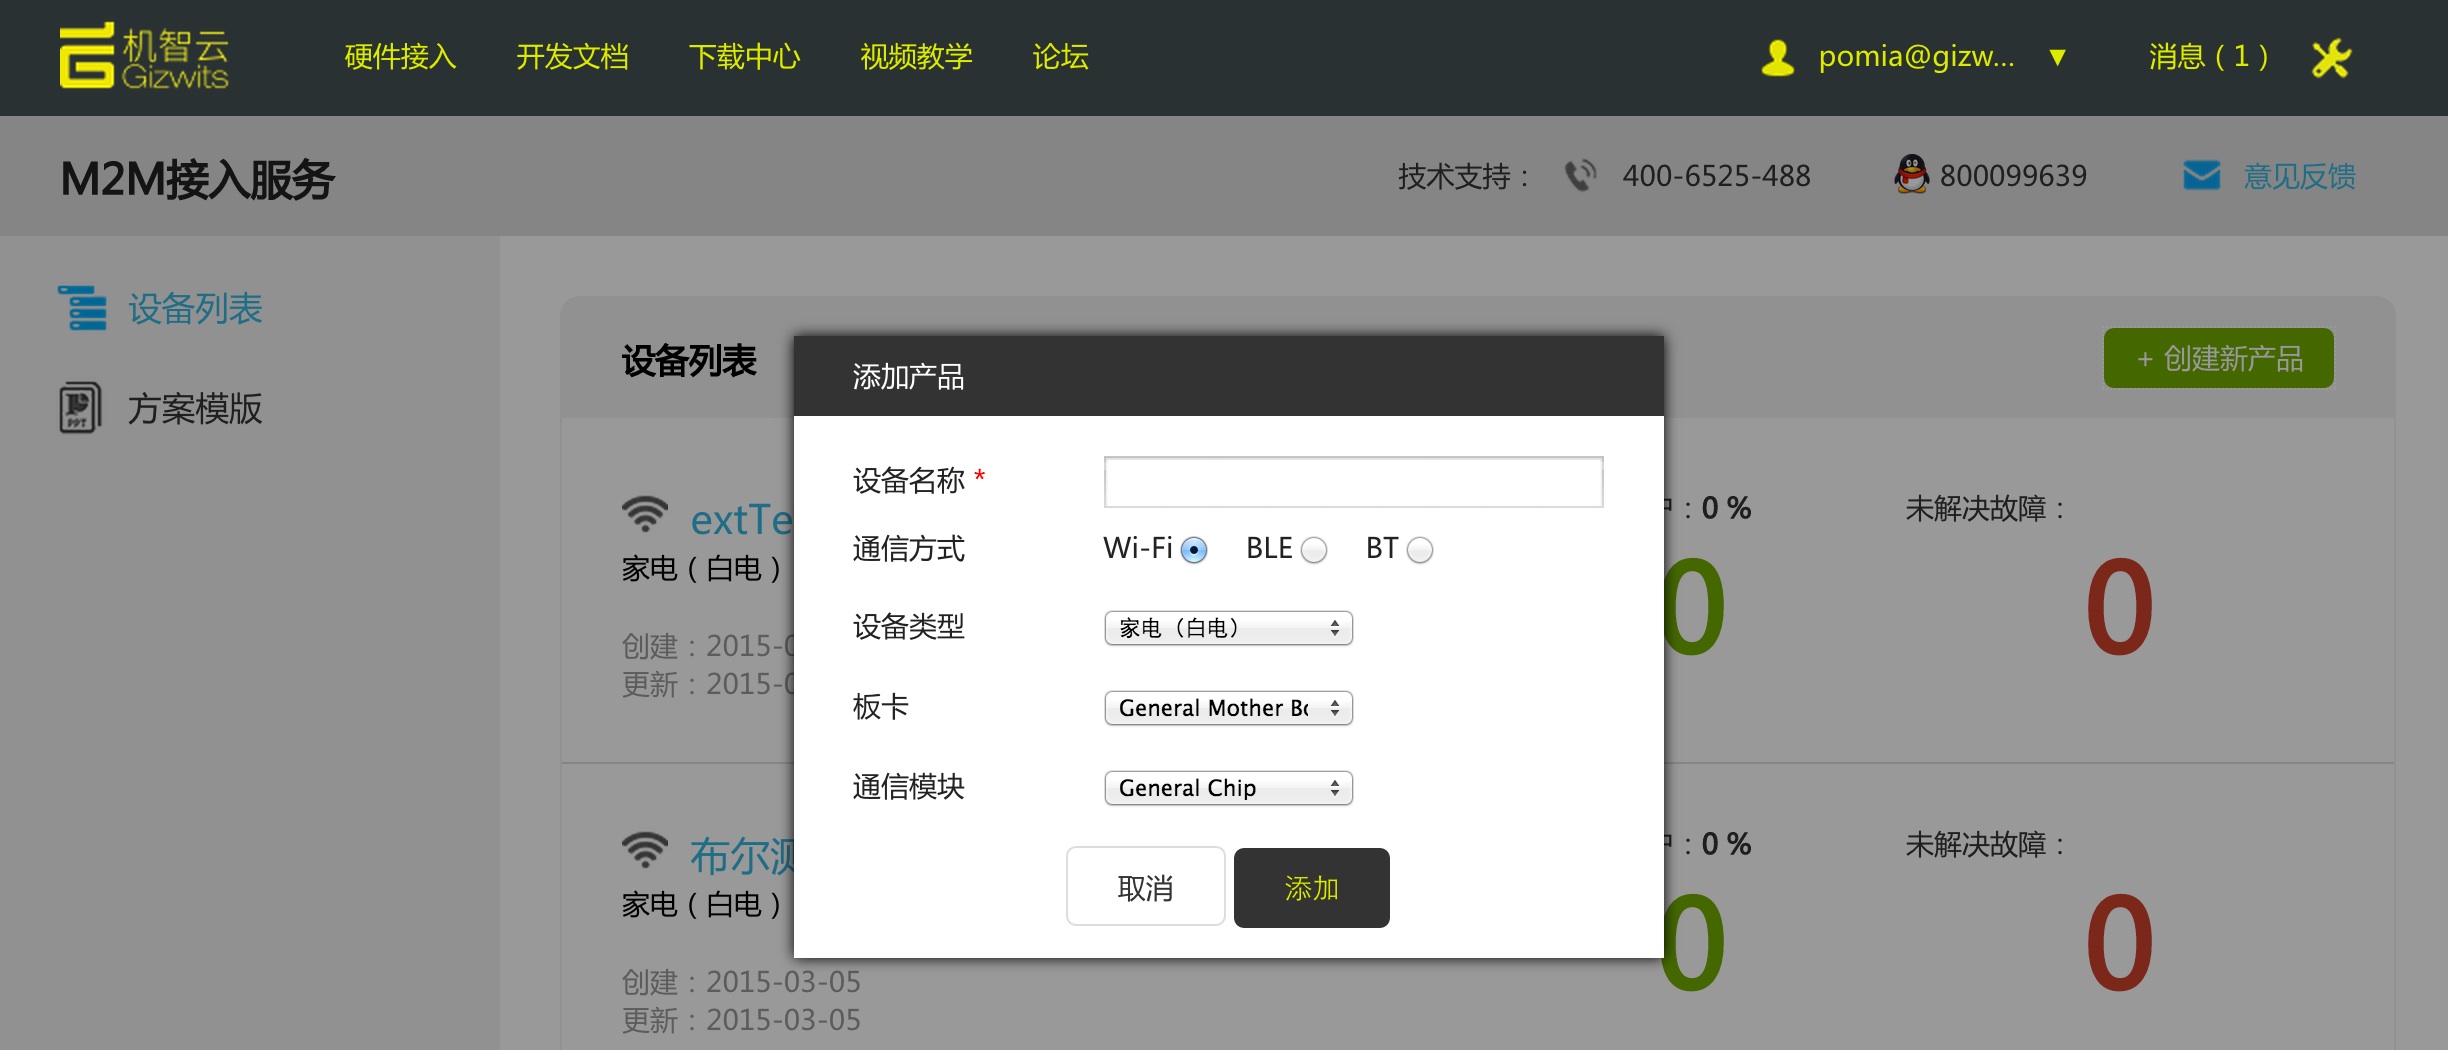 机智云
Gizwits
硬件接入 开发文档 下载中心 视频教学 论坛 pomia@gizw... ▼ 消息（1）
M2M接入服务 技术支持： 400-6525-488 800099639 意见反馈
设备列表
方案模版
设备列表 + 创建新产品
添加产品
设备名称 *
通信方式 Wi-Fi BLE BT
设备类型 家电（白电）
板卡 General Mother Bo
通信模块 General Chip
取消 添加
extTe
家电（白电）
创建：2015-0
更新：2015-0
：0 % 未解决故障：
0 0
布尔测
家电（白电）
创建：2015-03-05
更新：2015-03-05
：0 % 未解决故障：
0 0